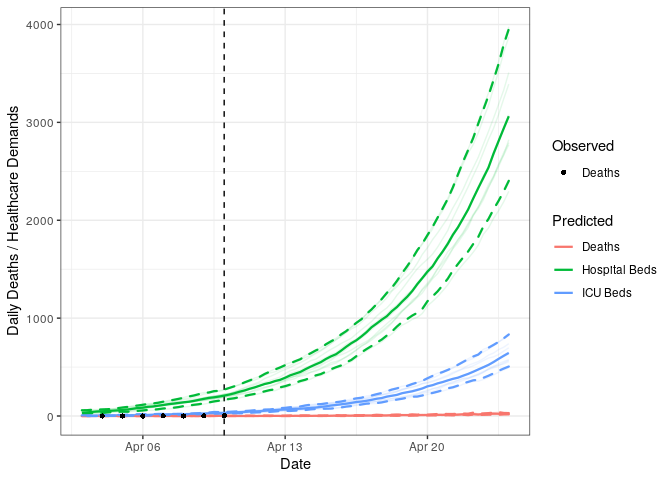 4000
3000
2000
1000
0
Daily Deaths / Healthcare Demands
Apr 06
Apr 13
Apr 20
Date
Observed
Deaths
Predicted
Deaths
Hospital Beds
ICU Beds